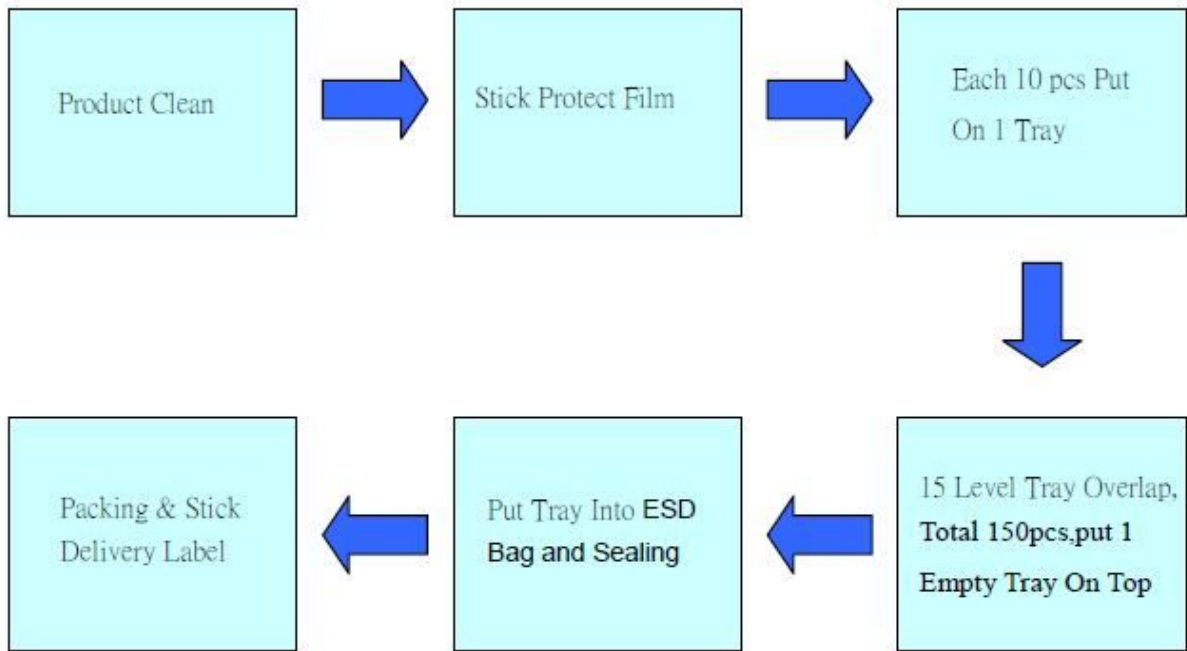 Product Clean
Stick Protect Film
Each 10 pcs Put
On 1 Tray
15 Level Tray Overlap,
Total 150pcs,put 1
Empty Tray On Top
Put Tray Into ESD
Bag and Sealing
Packing & Stick
Delivery Label